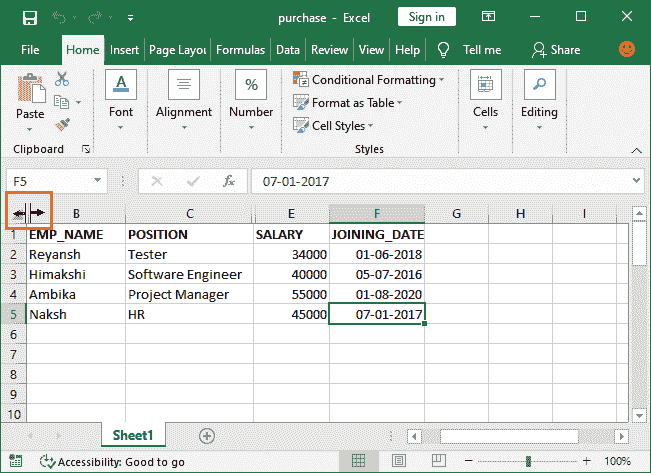 purchase - Excel Sign in
File Home Insert Page Layou Formulas Data Review View Help Tell me Share
Paste Font Alignment % Number Conditional Formatting Format as Table Cell Styles Cells Editing
Clipboard Styles
F5 fx 07-01-2017
B C E F G H I
1 EMP_NAME POSITION SALARY JOINING_DATE
2 Reyansh Tester 34000 01-06-2018
3 Himakshi Software Engineer 40000 05-07-2016
4 Ambika Project Manager 55000 01-08-2020
5 Naksh HR 45000 07-01-2017
6
7
8
9
10
Sheet1
Accessibility: Good to go 100%